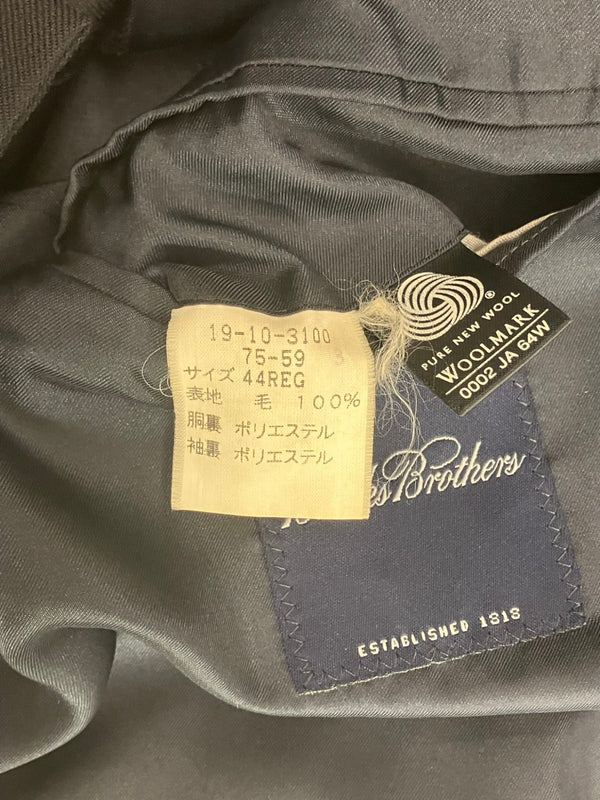 19-10-3100
75-59 3
サイズ 44REG
表地 毛 100%
胴裏 ポリエステル
袖裏 ポリエステル
®
PURE NEW WOOL
WOOLMARK
0002 JA 64W
Brothers
ESTABLISHED 1818